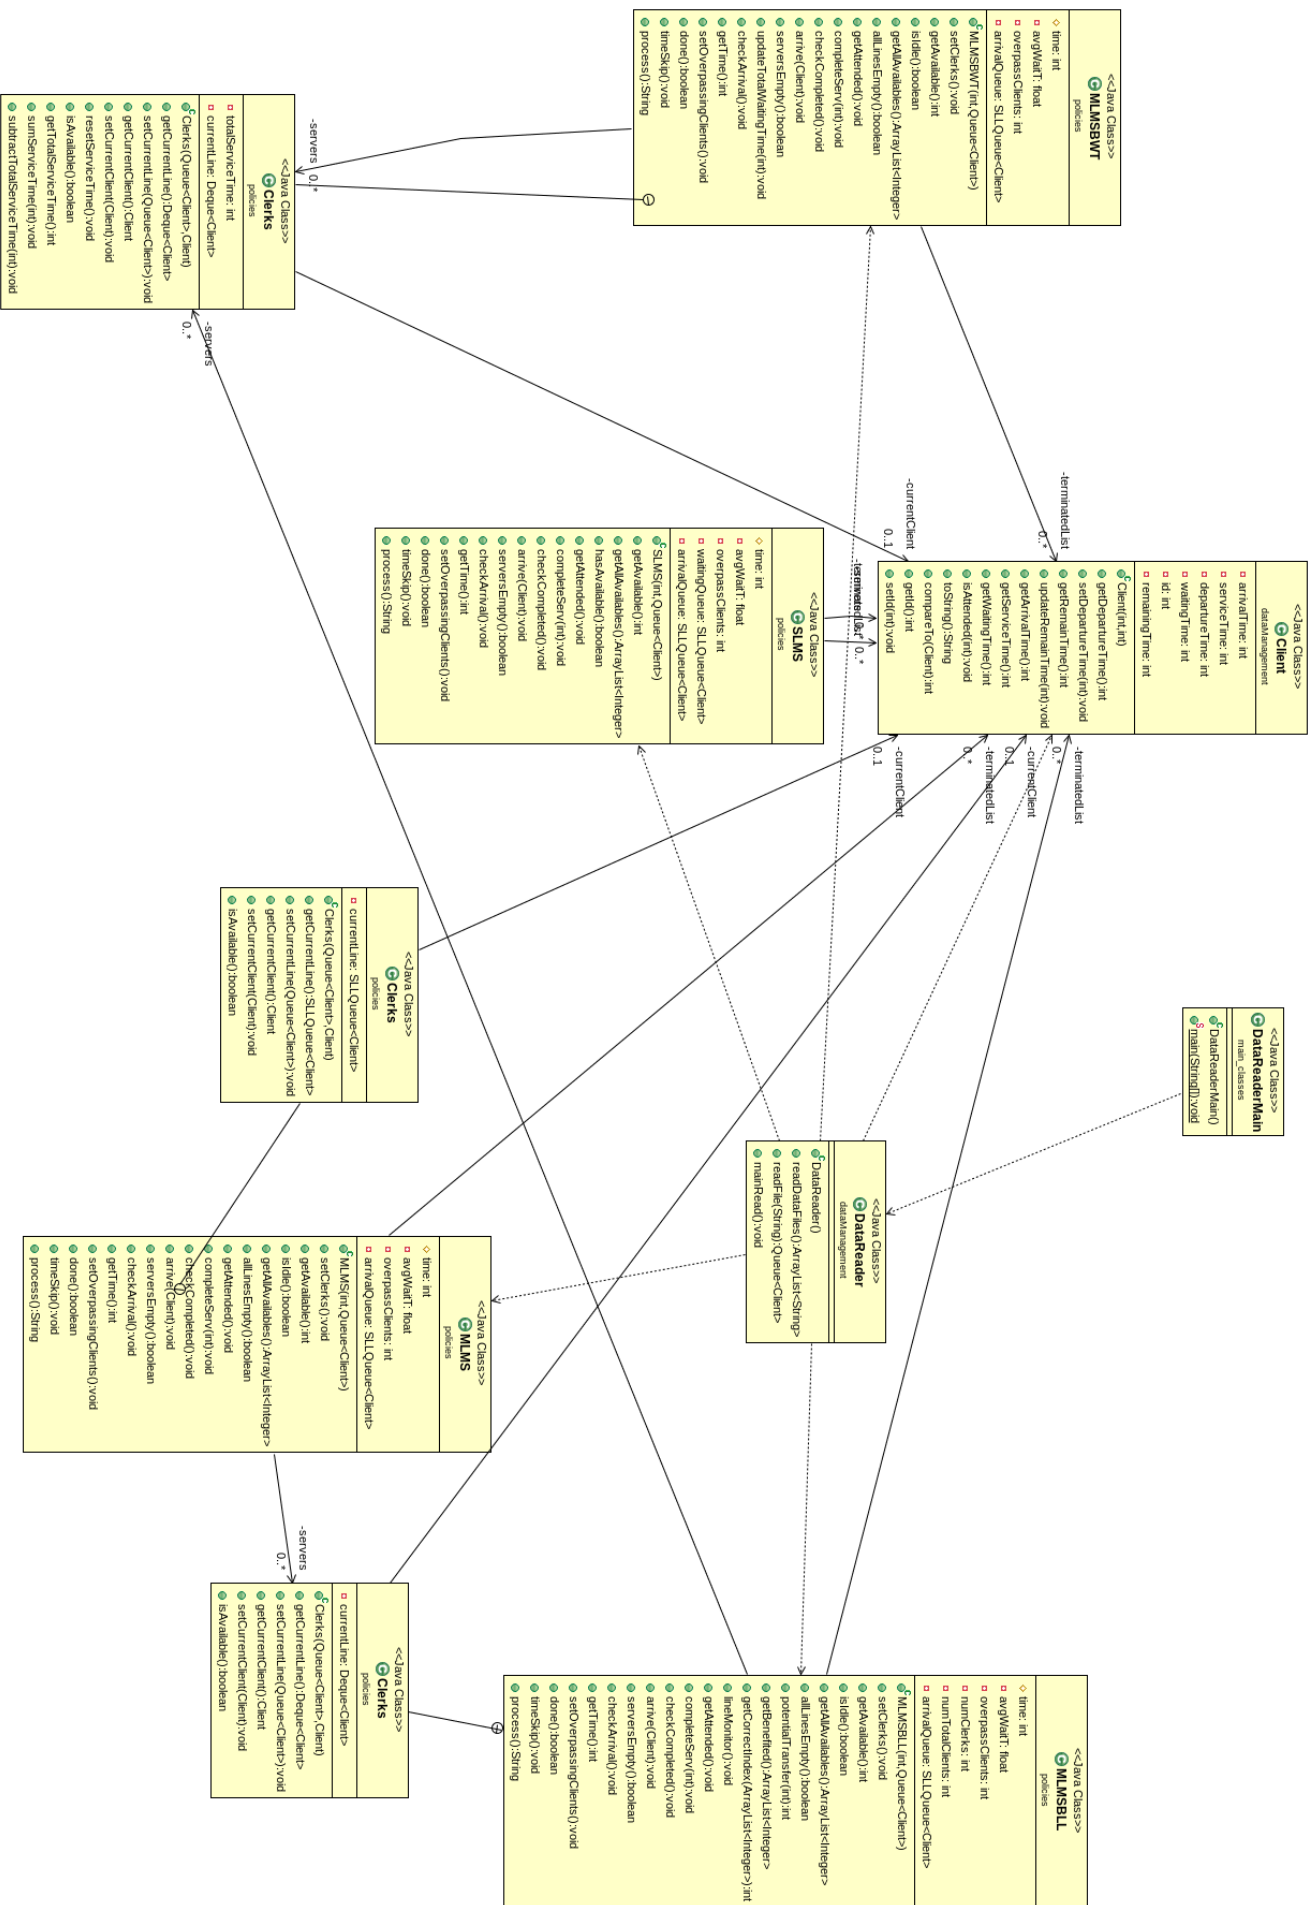 <<Java Class>>
MLMSBWT
policies
time: int
avgWaitT: float
overpassClients: int
arrivalQueue: SLLQueue<Client>
MLMSBWT(int,Queue<Client>)
setClerks():void
getAvailable():int
isIdle():boolean
getAllAvailables():ArrayList<Integer>
allLinesEmpty():boolean
getAttended():void
completeServ(int):void
checkCompleted():void
arrive(Client):void
serversEmpty():boolean
updateTotalWaitingTime(int):void
checkArrival():void
getTime():int
setOverpassingClients():void
done():boolean
timeSkip():void
process():String
<<Java Class>>
Clerks
policies
totalServiceTime: int
currentLine: Deque<Client>
Clerks(Queue<Client>,Client)
getCurrentLine():Deque<Client>
setCurrentLine(Queue<Client>):void
getCurrentClient():Client
setCurrentClient(Client):void
resetServiceTime():void
isAvailable():boolean
getTotalServiceTime():int
sumServiceTime(int):void
subtractTotalServiceTime(int):void
-servers
0..*
-servers
0..*
<<Java Class>>
Client
dataManagement
arrivalTime: int
serviceTime: int
departureTime: int
waitingTime: int
id: int
remainingTime: int
Client(int,int)
getDepartureTime():int
setDepartureTime(int):void
getRemainTime():int
updateRemainTime(int):void
getArrivalTime():int
getServiceTime():int
getWaitingTime():int
isAttended(int):void
toString():String
compareTo(Client):int
getId():int
setId(int):void
-terminatedList
0..*
-currentClient
0..1
0..*
<<Java Class>>
SLMS
policies
time: int
avgWaitT: float
overpassClients: int
waitingQueue: SLLQueue<Client>
arrivalQueue: SLLQueue<Client>
SLMS(int,Queue<Client>)
getAvailable():int
getAllAvailables():ArrayList<Integer>
hasAvailable():boolean
getAttended():void
completeServ(int):void
checkCompleted():void
arrive(Client):void
serversEmpty():boolean
checkArrival():void
getTime():int
setOverpassingClients():void
done():boolean
timeSkip():void
process():String
-terminatedList
0..*
-currentClient
0..1
-terminatedList
0..*
-currentClient
0..1
<<Java Class>>
Clerks
policies
currentLine: SLLQueue<Client>
Clerks(Queue<Client>,Client)
getCurrentLine():SLLQueue<Client>
setCurrentLine(Queue<Client>):void
getCurrentClient():Client
setCurrentClient(Client):void
isAvailable():boolean
<<Java Class>>
DataReaderMain
main_classes
DataReaderMain()
main(String[]):void
<<Java Class>>
DataReader
dataManagement
DataReader()
readDataFiles():ArrayList<String>
readFile(String):Queue<Client>
mainRead():void
<<Java Class>>
MLMS
policies
time: int
avgWaitT: float
overpassClients: int
arrivalQueue: SLLQueue<Client>
MLMS(int,Queue<Client>)
setClerks():void
getAvailable():int
isIdle():boolean
getAllAvailables():ArrayList<Integer>
allLinesEmpty():boolean
getAttended():void
completeServ(int):void
checkCompleted():void
arrive(Client):void
serversEmpty():boolean
checkArrival():void
getTime():int
setOverpassingClients():void
done():boolean
timeSkip():void
process():String
-servers
0..*
<<Java Class>>
Clerks
policies
currentLine: Deque<Client>
Clerks(Queue<Client>,Client)
getCurrentLine():Deque<Client>
setCurrentLine(Queue<Client>):void
getCurrentClient():Client
setCurrentClient(Client):void
isAvailable():boolean
<<Java Class>>
MLMSBLL
policies
time: int
avgWaitT: float
overpassClients: int
numClerks: int
numTotalClients: int
arrivalQueue: SLLQueue<Client>
MLMSBLL(int,Queue<Client>)
setClerks():void
getAvailable():int
isIdle():boolean
getAllAvailables():ArrayList<Integer>
allLinesEmpty():boolean
potentialTransfer(int):int
getBenefited():ArrayList<Integer>
getCorrectIndex(ArrayList<Integer>):int
lineMonitor():void
getAttended():void
completeServ(int):void
checkCompleted():void
arrive(Client):void
serversEmpty():boolean
checkArrival():void
getTime():int
setOverpassingClients():void
done():boolean
timeSkip():void
process():String